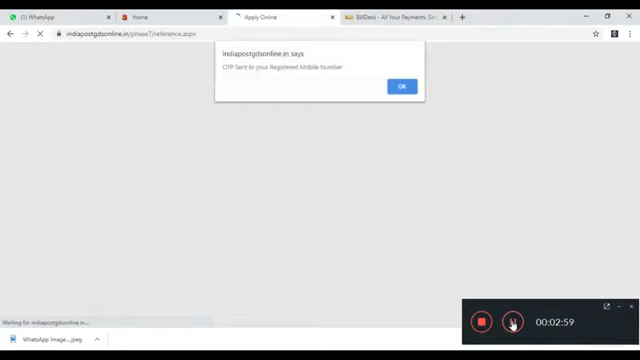 (1) WhatsApp
Home
Apply Online
BillDesk - All Your Payments, Sim
indiapostgdsonline.in/phase7/reference.aspx
indiapostgdsonline.in says
OTP Sent to your Registered Mobile Number
OK
Waiting for indiapostgdsonline.in...
00:02:59
WhatsApp Image....jpeg